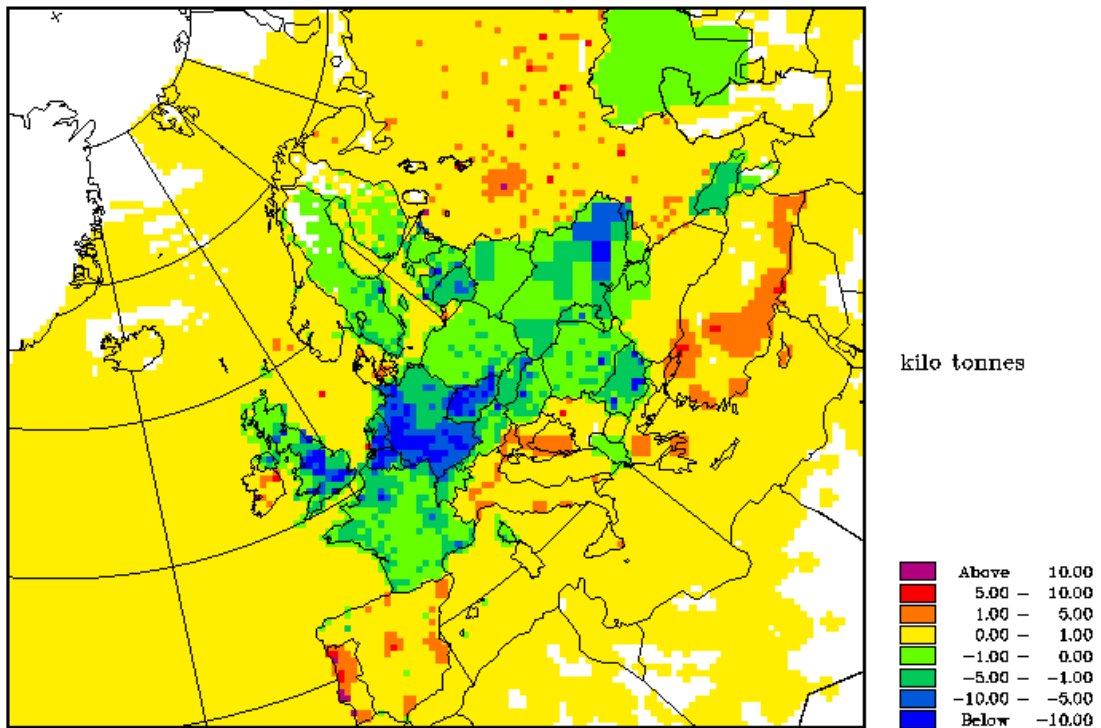 kilo tonnes
Above 10.00
5.00 – 10.00
1.00 – 5.00
0.00 – 1.00
−1.00 – 0.00
−5.00 – −1.00
−10.00 – −5.00
Below −10.00